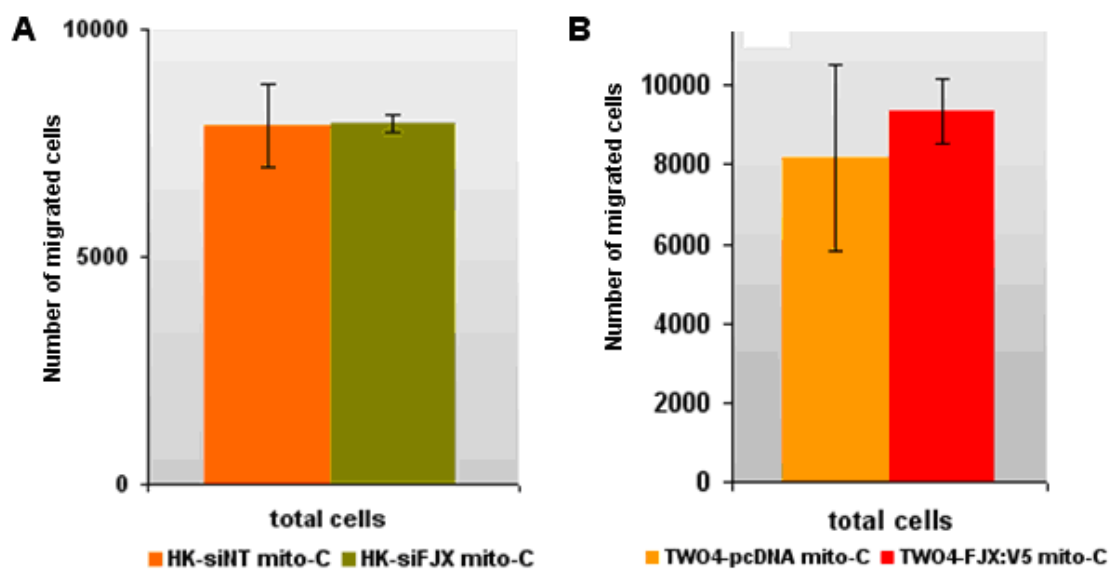 A
Number of migrated cells
10000
5000
0
total cells
HK-siNT mito-C HK-siFJX mito-C
B
Number of migrated cells
10000
8000
6000
4000
2000
0
total cells
TWO4-pcDNA mito-C TWO4-FJX:V5 mito-C